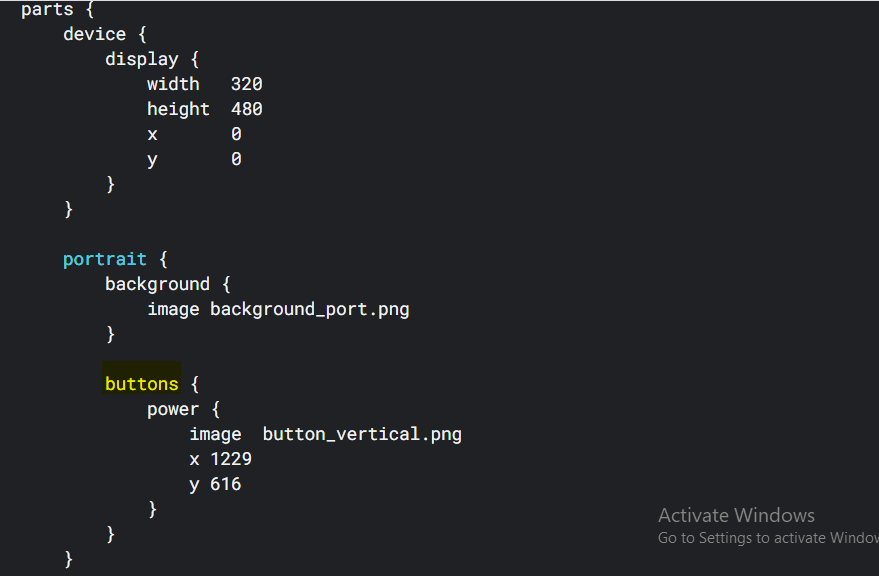 parts {
    device {
        display {
            width   320
            height  480
            x       0
            y       0
        }
    }

    portrait {
        background {
            image background_port.png
        }

        buttons {
            power {
                image  button_vertical.png
                x 1229
                y 616
            }
        }
    }
Activate Windows
Go to Settings to activate Window